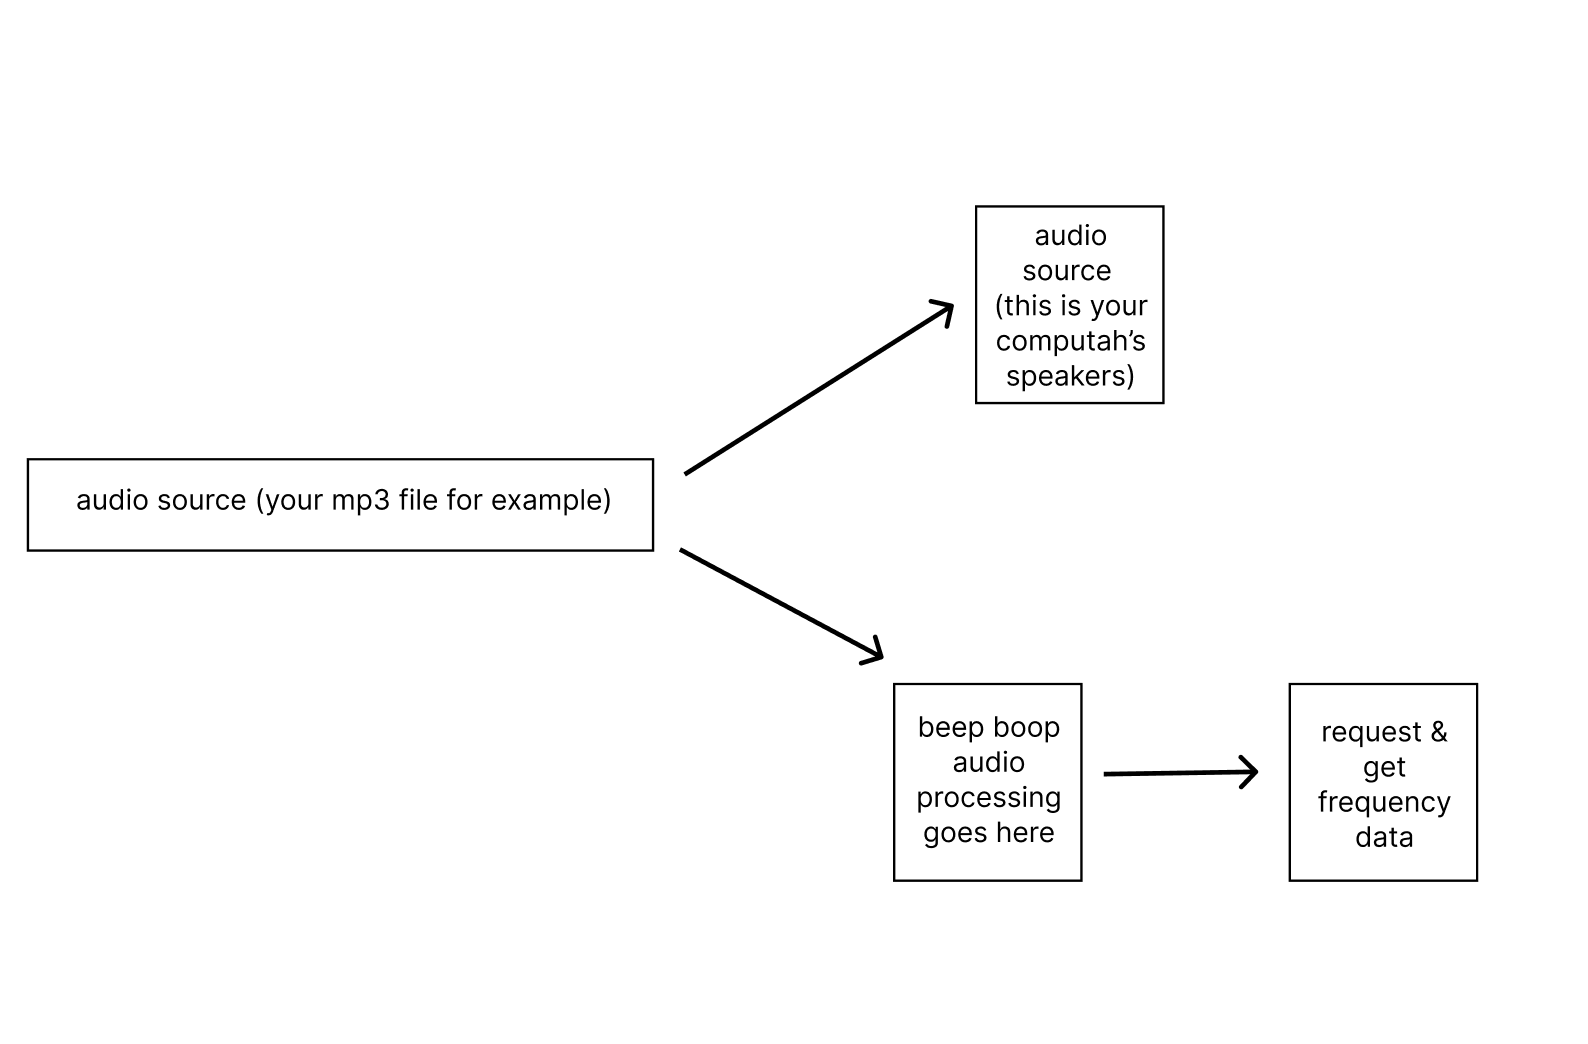 audio
source
(this is your
computah’s
speakers)
audio source (your mp3 file for example)
beep boop
audio
processing
goes here
request &
get
frequency
data